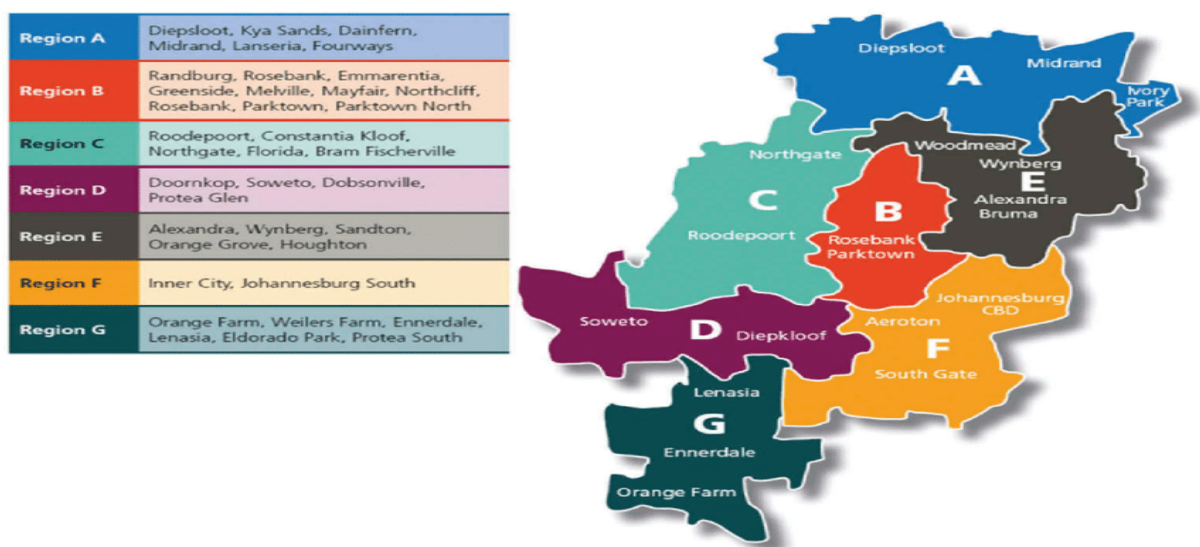 Region A
Diepsloot, Kya Sands, Dainfern,
Midrand, Lanseria, Fourways
Region B
Randburg, Rosebank, Emmarentia,
Greenside, Melville, Mayfair, Northcliff,
Rosebank, Parktown, Parktown North
Region C
Roodepoort, Constantia Kloof,
Northgate, Florida, Bram Fischerville
Region D
Doornkop, Soweto, Dobsonville,
Protea Glen
Region E
Alexandra, Wynberg, Sandton,
Orange Grove, Houghton
Region F
Inner City, Johannesburg South
Region G
Orange Farm, Weilers Farm, Ennerdale,
Lenasia, Eldorado Park, Protea South
Diepsloot
A
Midrand
Ivory
Park
Woodmead
Wynberg
E
Alexandra
Bruma
Northgate
C
Roodepoort
B
Rosebank
Parktown
Johannesburg
CBD
Aeroton
F
South Gate
Soweto
D
Diepkloof
Lenasia
G
Ennerdale
Orange Farm